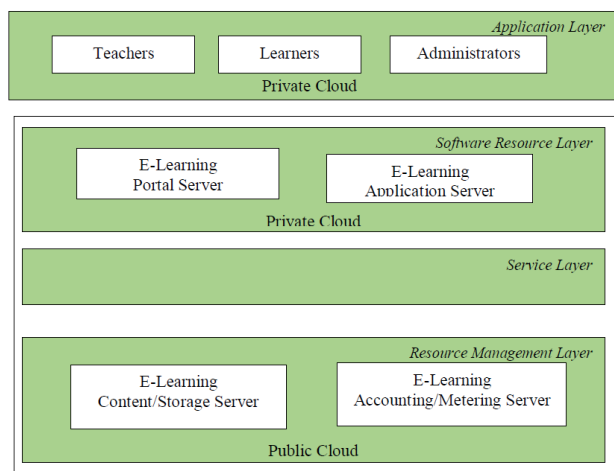 Application Layer
Teachers
Learners
Administrators
Private Cloud
Software Resource Layer
E-Learning
Portal Server
E-Learning
Application Server
Private Cloud
Service Layer
Resource Management Layer
E-Learning
Content/Storage Server
E-Learning
Accounting/Metering Server
Public Cloud